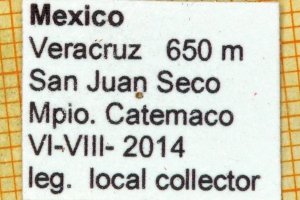 Mexico
Veracruz 650 m
San Juan Seco
Mpio. Catemaco
VI-VIII- 2014
leg. local collector